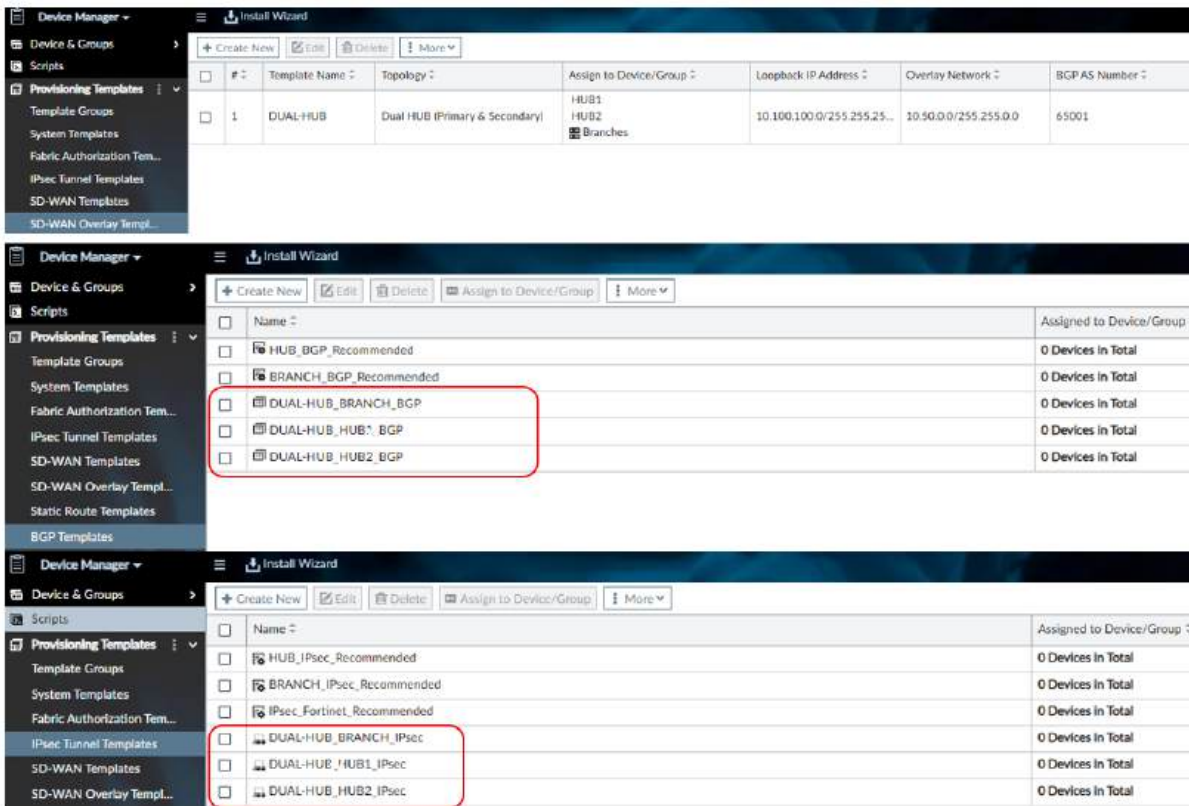 Device Manager
Install Wizard
Device & Groups
+ Create New Edit Delete More
Scripts
# Template Name Topology Assign to Device/Group Loopback IP Address Overlay Network BGP AS Number
Provisioning Templates
Template Groups
System Templates
Fabric Authorization Tem...
IPsec Tunnel Templates
SD-WAN Templates
SD-WAN Overlay Templ...
1 DUAL-HUB Dual HUB (Primary & Secondary) HUB1 10.100.100.0/255.255.25... 10.50.0.0/255.255.0.0 65001
HUB2
Branches
Device Manager
Install Wizard
Device & Groups
Scripts
Provisioning Templates
Template Groups
System Templates
Fabric Authorization Tem...
IPsec Tunnel Templates
SD-WAN Templates
SD-WAN Overlay Templ...
Static Route Templates
BGP Templates
+ Create New Edit Delete Assign to Device/Group More
Name Assigned to Device/Group
HUB_BGP_Recommended 0 Devices in Total
BRANCH_BGP_Recommended 0 Devices in Total
DUAL-HUB_BRANCH_BGP 0 Devices in Total
DUAL-HUB_HUB1_BGP 0 Devices in Total
DUAL-HUB_HUB2_BGP 0 Devices in Total
Device Manager
Install Wizard
Device & Groups
Scripts
Provisioning Templates
Template Groups
System Templates
Fabric Authorization Tem...
IPsec Tunnel Templates
SD-WAN Templates
SD-WAN Overlay Templ...
+ Create New Edit Delete Assign to Device/Group More
Name Assigned to Device/Group
HUB_IPsec_Recommended 0 Devices in Total
BRANCH_IPsec_Recommended 0 Devices in Total
IPsec_Fortinet_Recommended 0 Devices in Total
DUAL-HUB_BRANCH_IPsec 0 Devices in Total
DUAL-HUB_HUB1_IPsec 0 Devices in Total
DUAL-HUB_HUB2_IPsec 0 Devices in Total